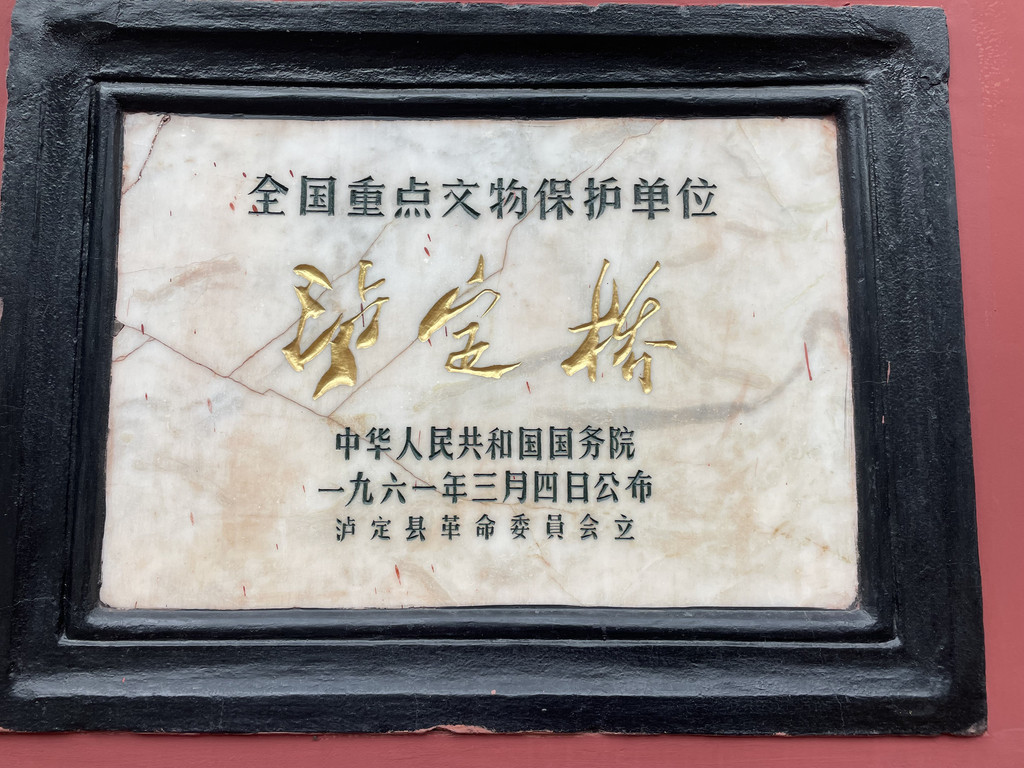 全国重点文物保护单位
泸定桥
中华人民共和国国务院
一九六一年三月四日公布
泸定县革命委員会立